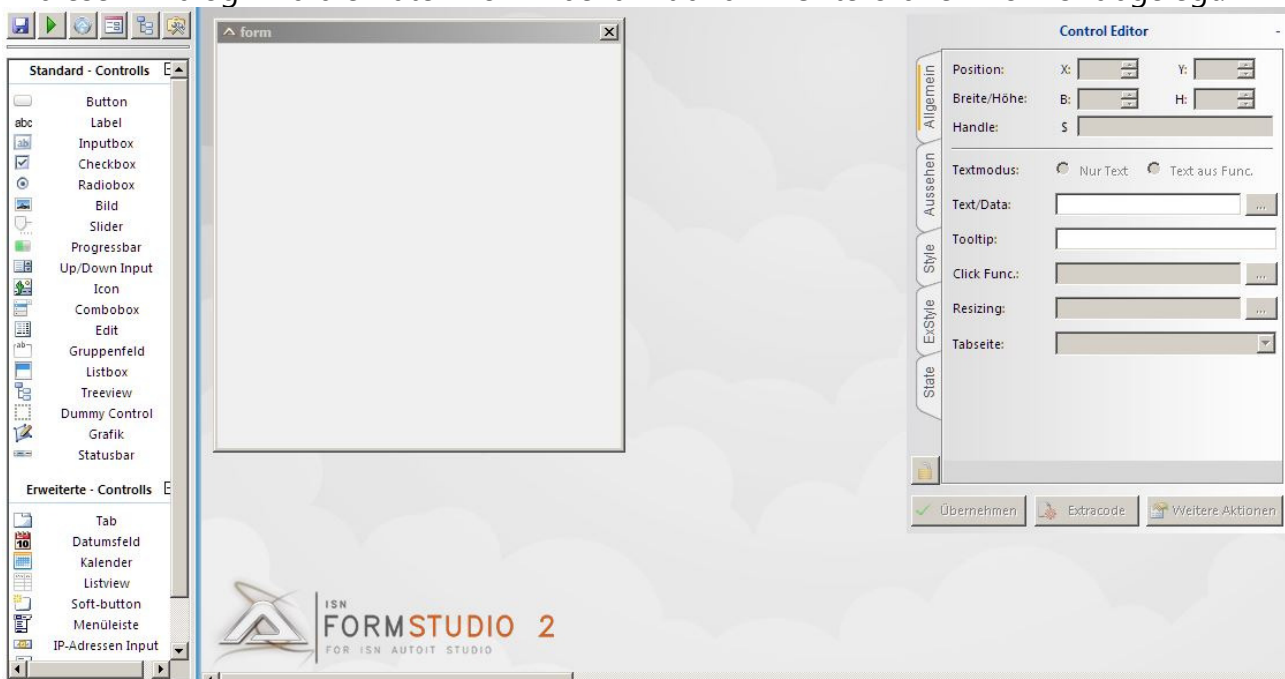 form
Control Editor
-
Standard - Controlls
Button
abc Label
ab Inputbox
Checkbox
Radiobox
Bild
Slider
Progressbar
Up/Down Input
Icon
Combobox
Edit
ab Gruppenfeld
Listbox
Treeview
Dummy Control
Grafik
Statusbar
Erweiterte - Controlls
Tab
10 Datumsfeld
Kalender
Listview
Soft-button
Menüleiste
IP-Adressen Input
Allgemein
Aussehen
Style
ExStyle
State
Position: X: Y:
Breite/Höhe: B: H:
Handle: $
Textmodus: Nur Text Text aus Func.
Text/Data: ...
Tooltip:
Click Func.: ...
Resizing: ...
Tabseite:
Übernehmen Extracode Weitere Aktionen
ISN
FORMSTUDIO 2
FOR ISN AUTOIT STUDIO